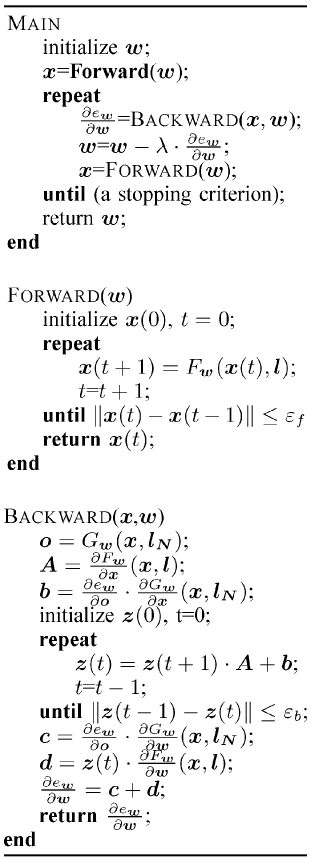 MAIN
initialize w;
x=Forward(w);
repeat
∂e_w/∂w=BACKWARD(x, w);
w=w − λ · ∂e_w/∂w;
x=FORWARD(w);
until (a stopping criterion);
return w;
end
FORWARD(w)
initialize x(0), t = 0;
repeat
x(t + 1) = F_w(x(t), l);
t=t + 1;
until ‖x(t) − x(t − 1)‖ ≤ ε_f
return x(t);
end
BACKWARD(x,w)
o = G_w(x, l_N);
A = ∂F_w/∂x (x, l);
b = ∂e_w/∂o · ∂G_w/∂x (x, l_N);
initialize z(0), t=0;
repeat
z(t) = z(t + 1) · A + b;
t=t − 1;
until ‖z(t − 1) − z(t)‖ ≤ ε_b;
c = ∂e_w/∂o · ∂G_w/∂w (x, l_N);
d = z(t) · ∂F_w/∂w (x, l);
∂e_w/∂w = c + d;
return ∂e_w/∂w;
end